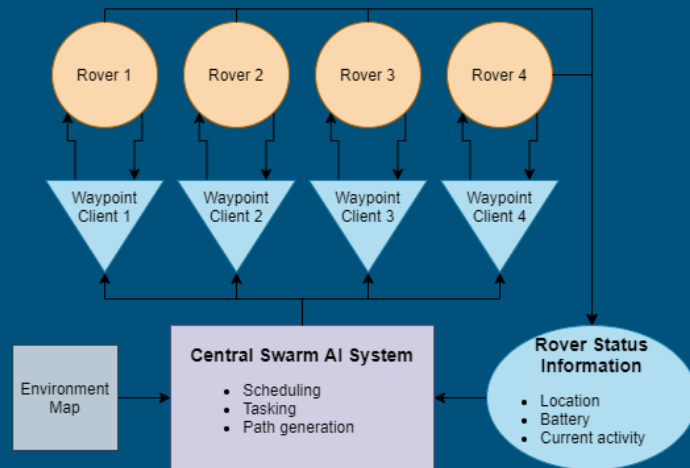 Rover 1
Rover 2
Rover 3
Rover 4
Waypoint
Client 1
Waypoint
Client 2
Waypoint
Client 3
Waypoint
Client 4
Environment
Map
Central Swarm AI System
• Scheduling
• Tasking
• Path generation
Rover Status
Information
• Location
• Battery
• Current activity